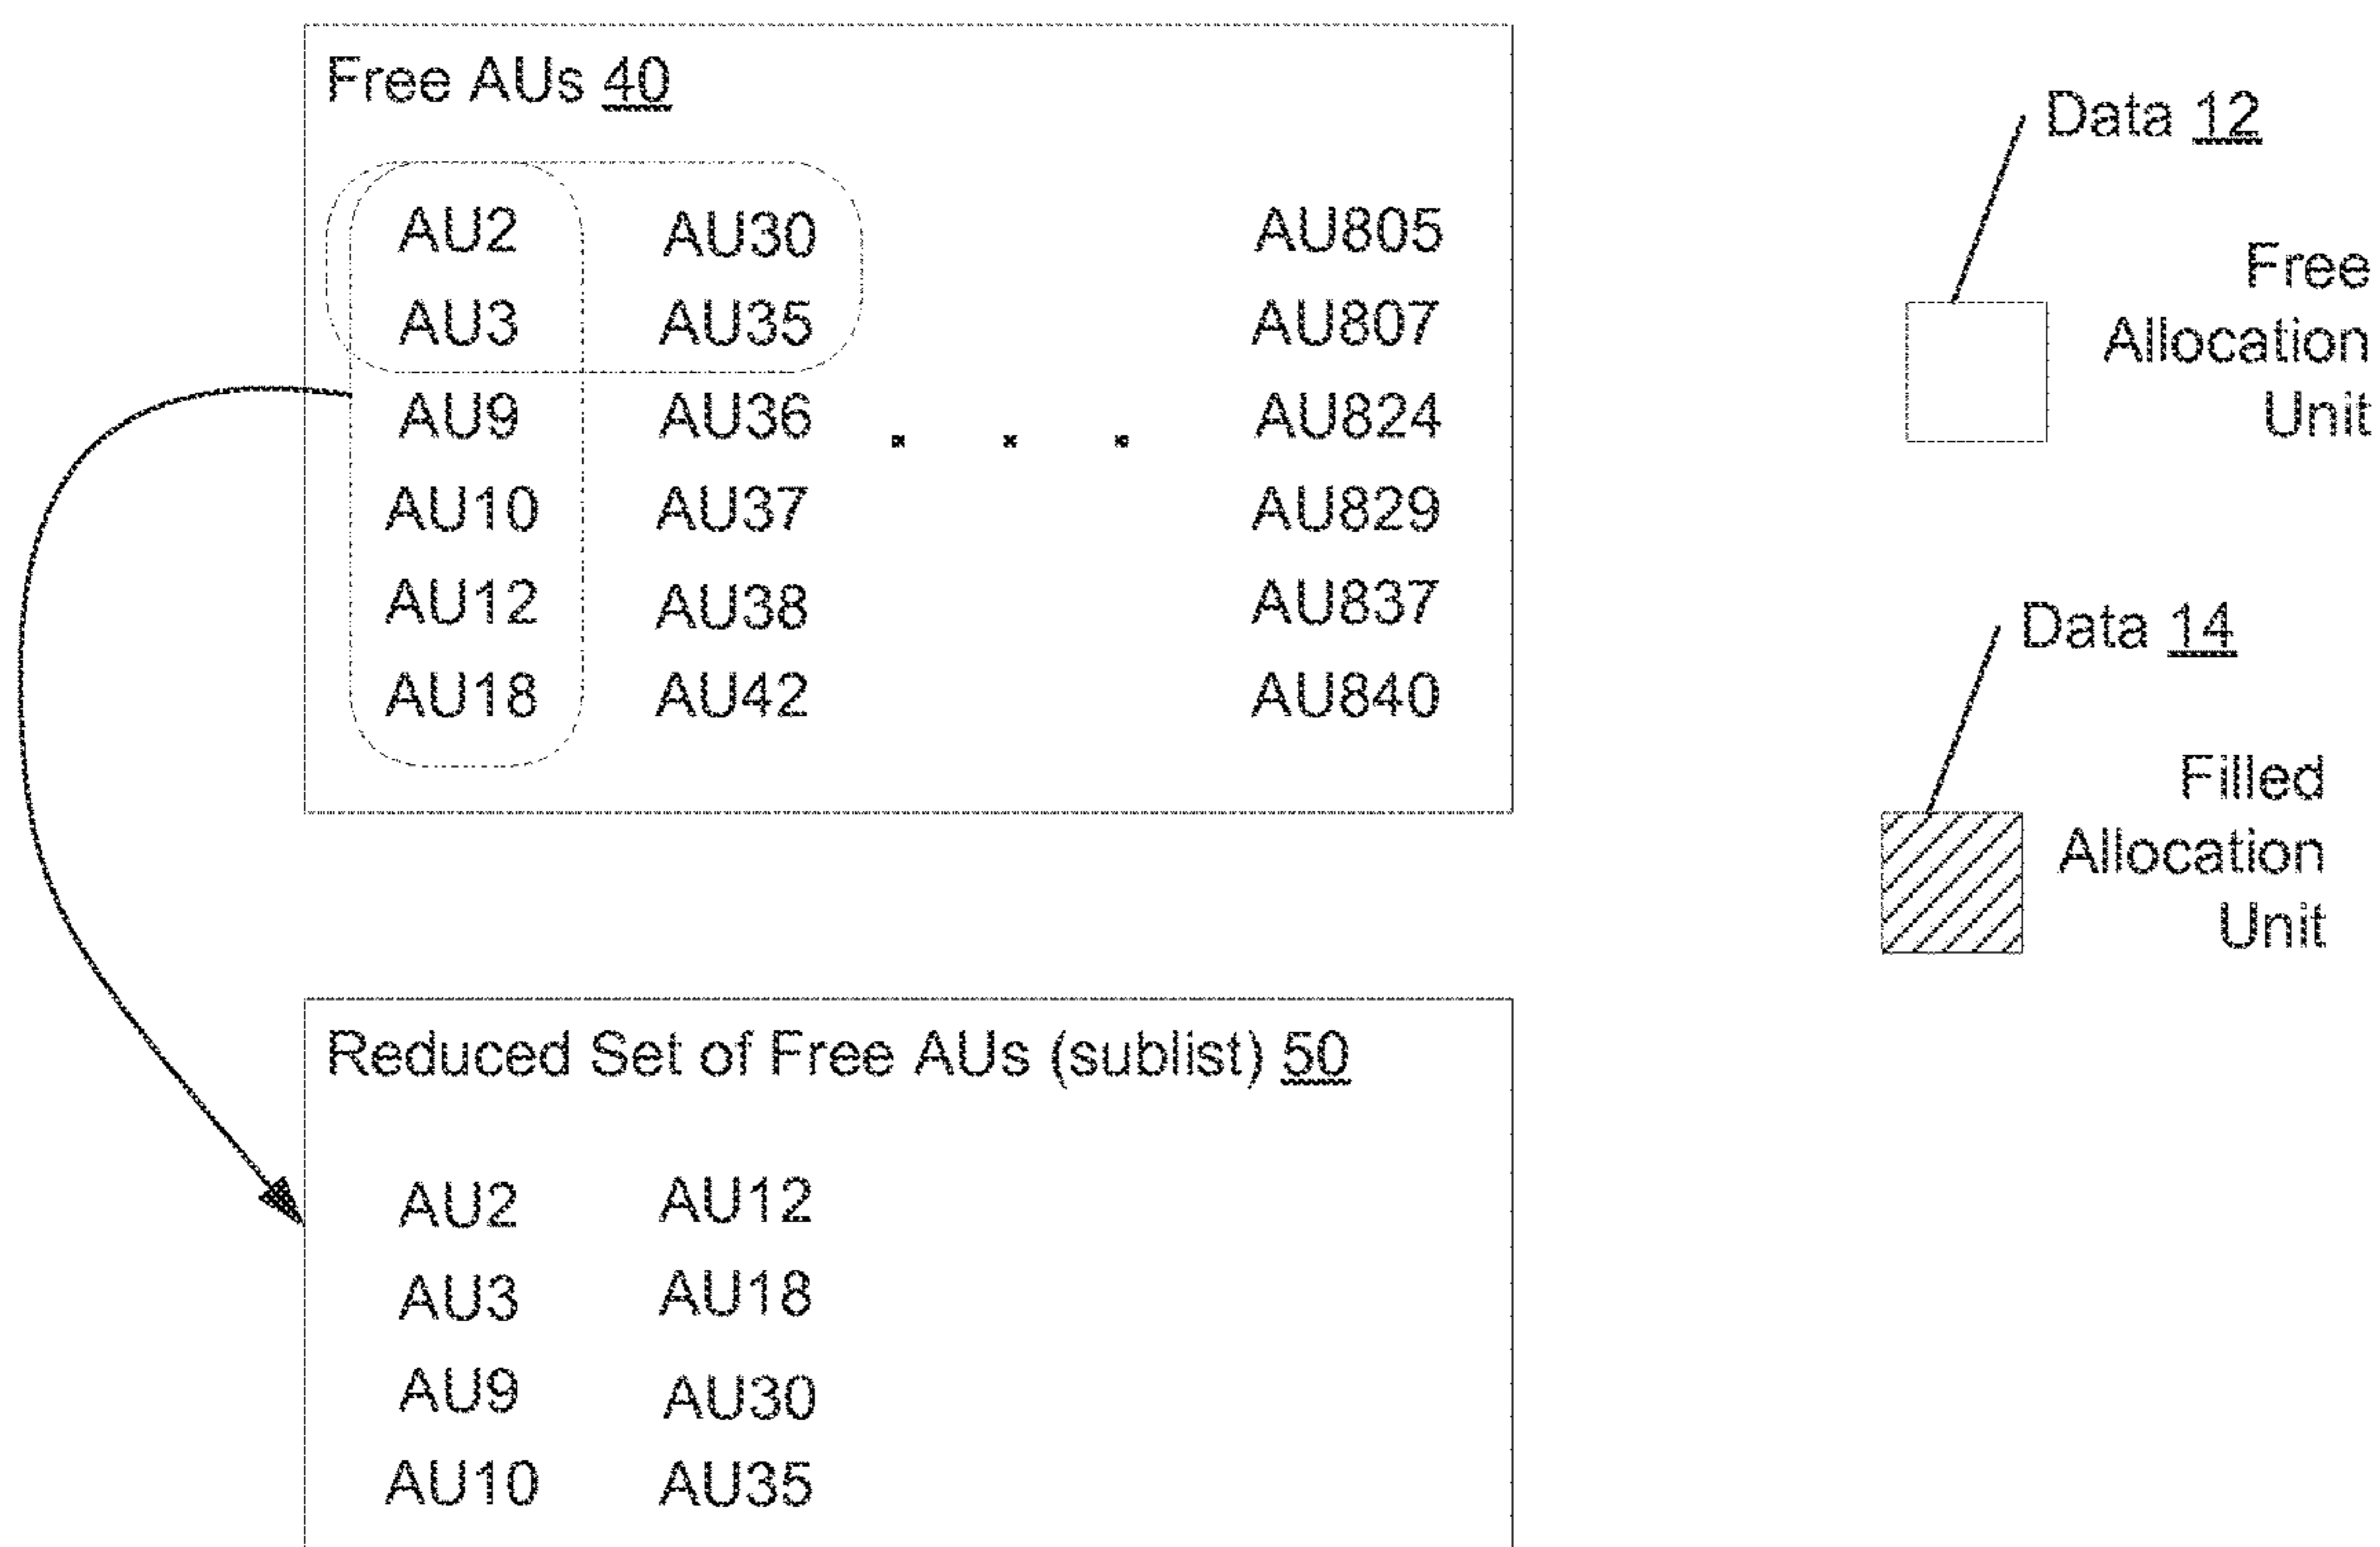 Free AUs 40
AU2 AU30 AU805
AU3 AU35 AU807
AU9 AU36 . . . AU824
AU10 AU37 AU829
AU12 AU38 AU837
AU18 AU42 AU840
Data 12
Free
Allocation
Unit
Data 14
Filled
Allocation
Unit
Reduced Set of Free AUs (sublist) 50
AU2 AU12
AU3 AU18
AU9 AU30
AU10 AU35